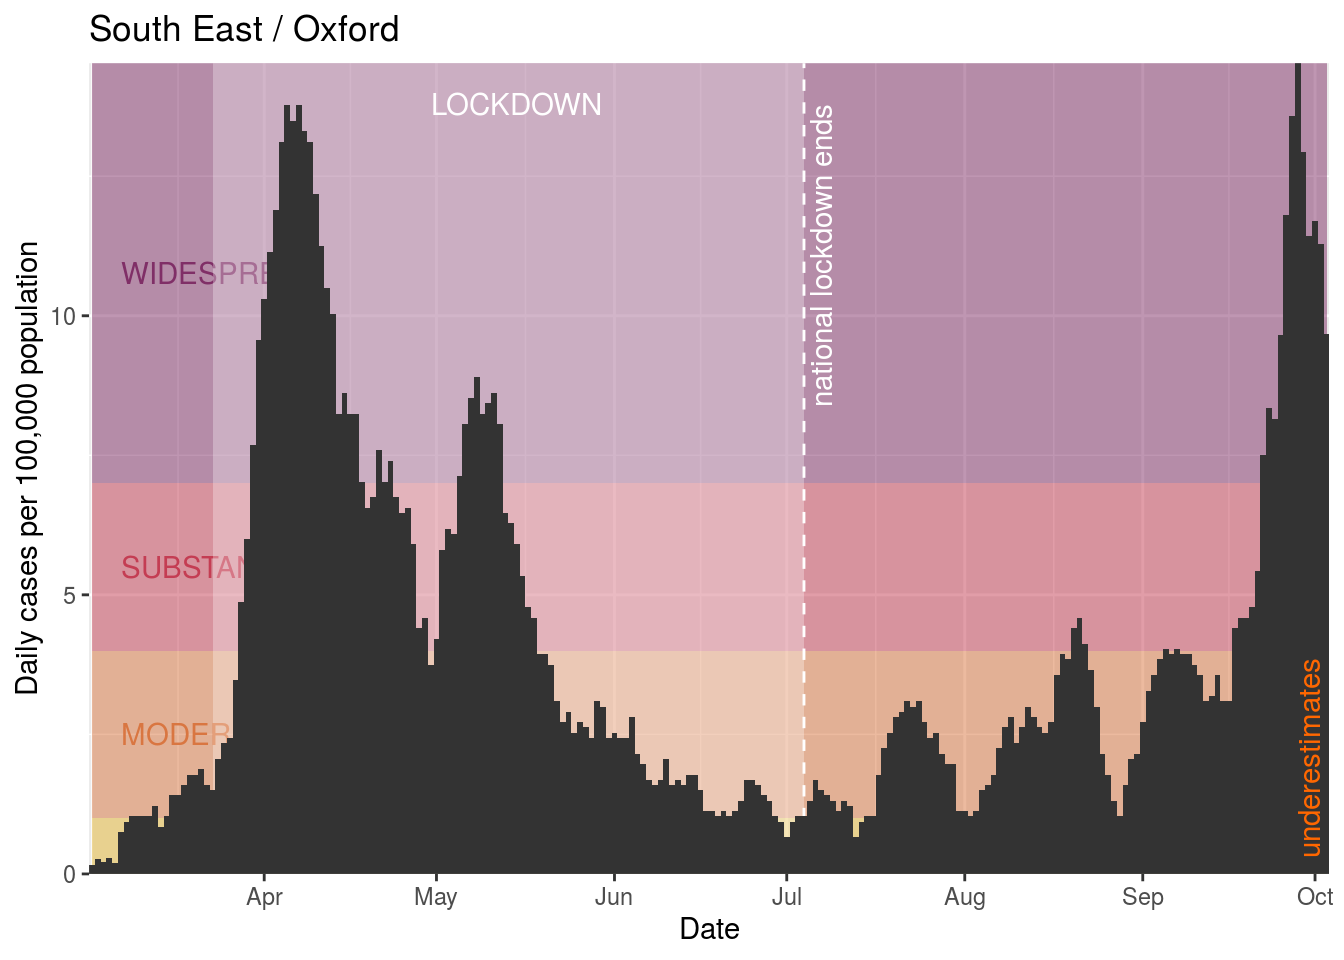 South East / Oxford
LOCKDOWN
national lockdown ends
WIDESPRE
SUBSTAN
MODER
underestimates
Daily cases per 100,000 population
10
5
0
Apr
May
Jun
Jul
Aug
Sep
Oct
Date